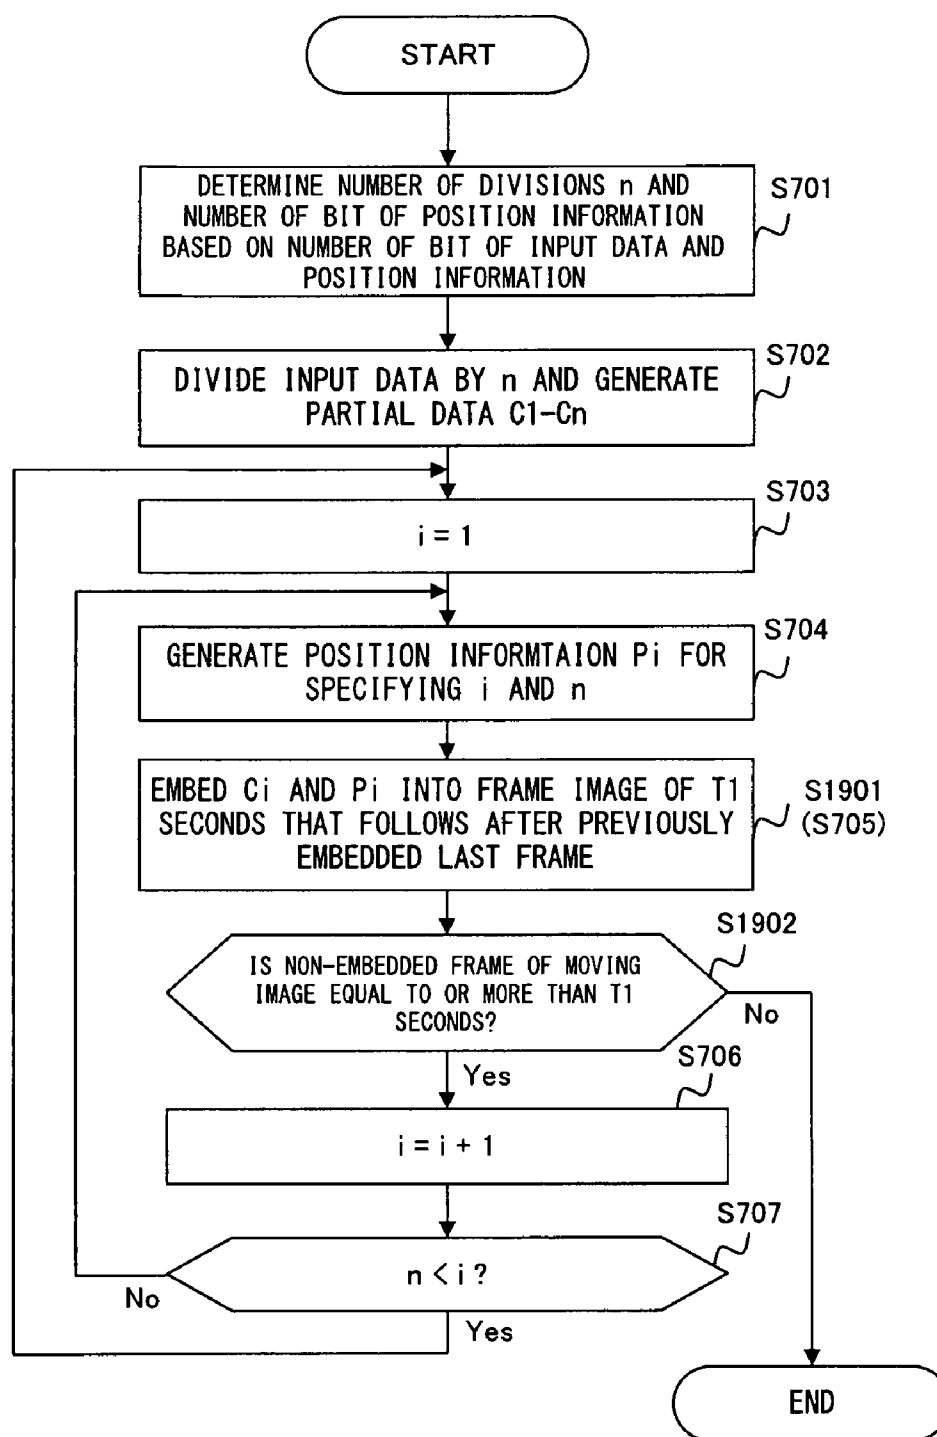 START
DETERMINE NUMBER OF DIVISIONS n AND
NUMBER OF BIT OF POSITION INFORMATION
BASED ON NUMBER OF BIT OF INPUT DATA AND
POSITION INFORMATION
S701
DIVIDE INPUT DATA BY n AND GENERATE
PARTIAL DATA C1-Cn
S702
i = 1
S703
GENERATE POSITION INFORMTAION Pi FOR
SPECIFYING i AND n
S704
EMBED Ci AND Pi INTO FRAME IMAGE OF T1
SECONDS THAT FOLLOWS AFTER PREVIOUSLY
EMBEDDED LAST FRAME
S1901
(S705)
IS NON-EMBEDDED FRAME OF MOVING
IMAGE EQUAL TO OR MORE THAN T1
SECONDS?
S1902
No
Yes
S706
i = i + 1
S707
n < i ?
No
Yes
END